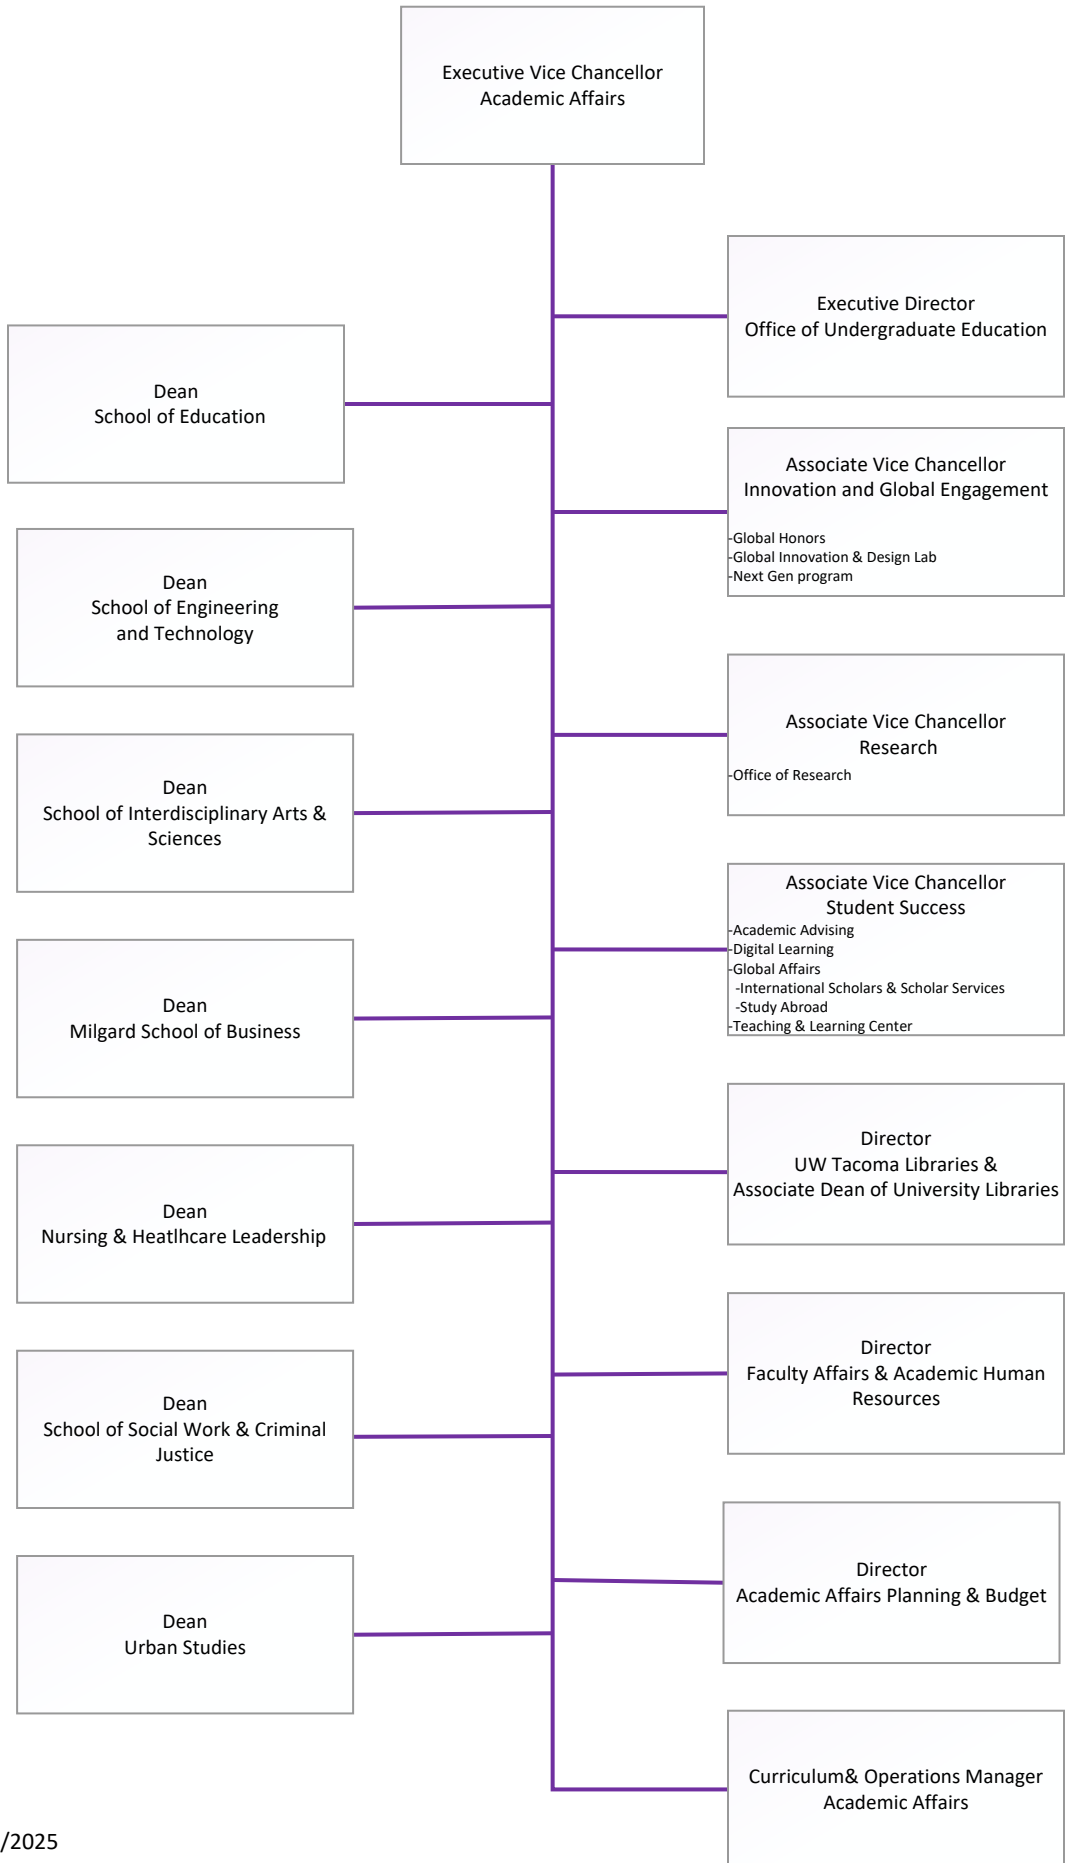 Executive Vice Chancellor
Academic Affairs
Executive Director
Office of Undergraduate Education
Dean
School of Education
Associate Vice Chancellor
Innovation and Global Engagement
-Global Honors
-Global Innovation & Design Lab
-Next Gen program
Dean
School of Engineering
and Technology
Associate Vice Chancellor
Research
-Office of Research
Dean
School of Interdisciplinary Arts &
Sciences
Associate Vice Chancellor
Student Success
-Academic Advising
-Digital Learning
-Global Affairs
-International Scholars & Scholar Services
-Study Abroad
-Teaching & Learning Center
Dean
Milgard School of Business
Director
UW Tacoma Libraries &
Associate Dean of University Libraries
Dean
Nursing & Heatlhcare Leadership
Director
Faculty Affairs & Academic Human
Resources
Dean
School of Social Work & Criminal
Justice
Director
Academic Affairs Planning & Budget
Dean
Urban Studies
Curriculum& Operations Manager
Academic Affairs
/2025